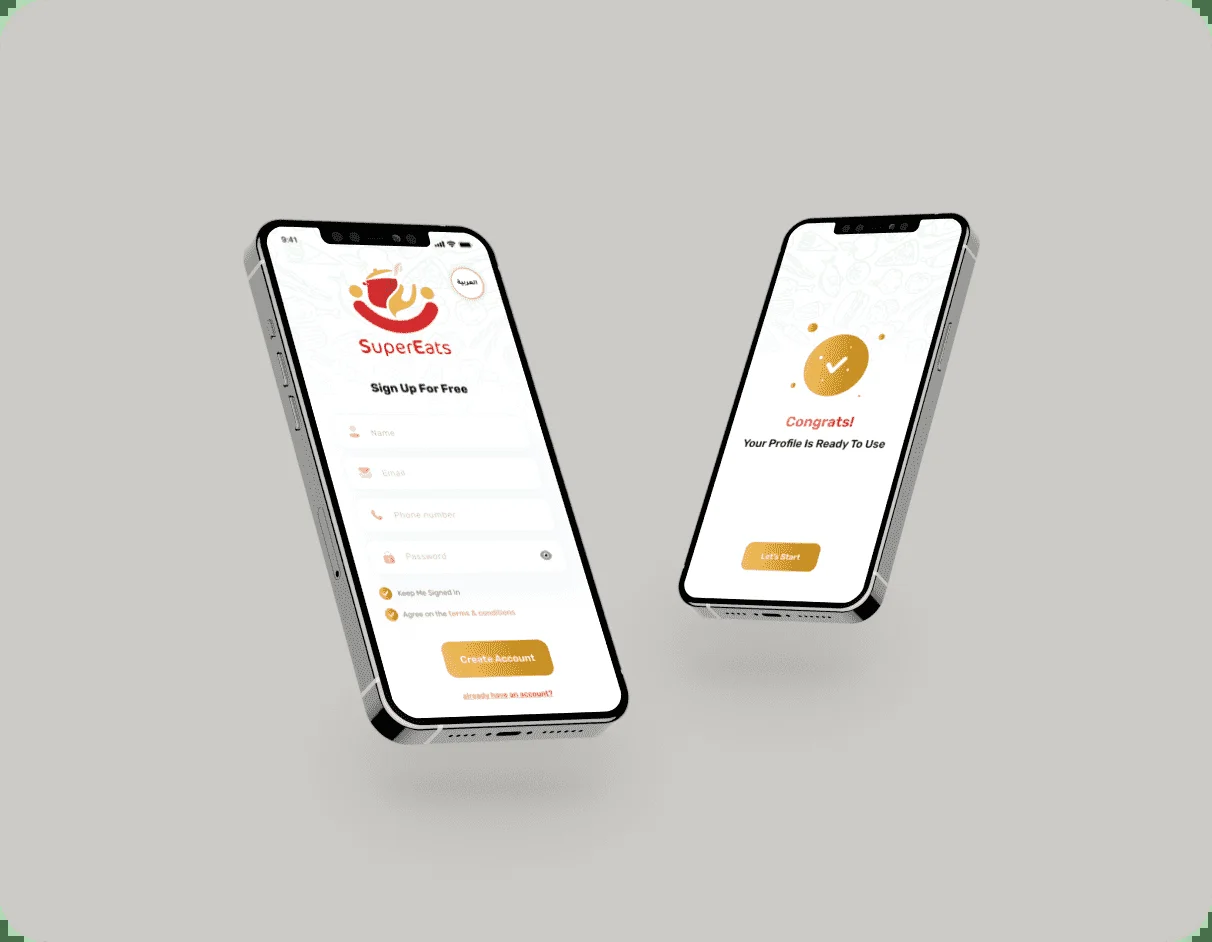 9:41
العربية
SuperEats
Sign Up For Free
Name
Email
Phone number
Password
Keep Me Signed in
Agree on the terms & conditions
Create Account
already have an account?
Congrats!
Your Profile Is Ready To Use
Let's Start